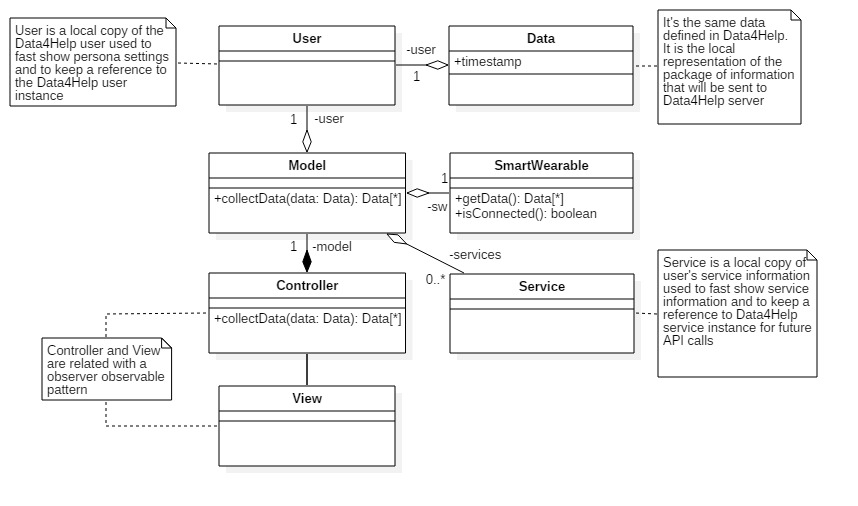 User is a local copy of the
Data4Help user used to
fast show persona settings
and to keep a reference to
the Data4Help user
instance
User
-user
1
Data
+timestamp
It's the same data
defined in Data4Help.
It is the local
representation of the
package of information
that will be sent to
Data4Help server
1
-user
Model
+collectData(data: Data): Data[*]
1
-sw
SmartWearable
+getData(): Data[*]
+isConnected(): boolean
1
-model
-services
0..*
Controller
+collectData(data: Data): Data[*]
Service
Service is a local copy of
user's service information
used to fast show service
information and to keep a
reference to Data4Help
service instance for future
API calls
Controller and View
are related with a
observer observable
pattern
View